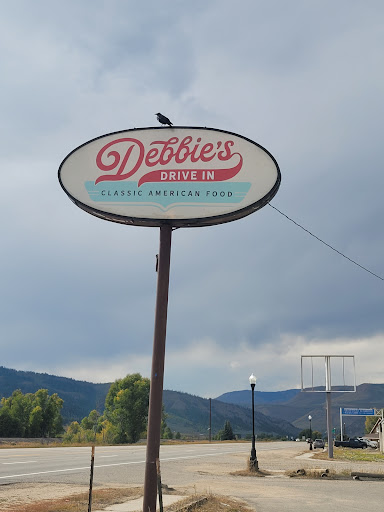 Debbie's
DRIVE IN
CLASSIC AMERICAN FOOD